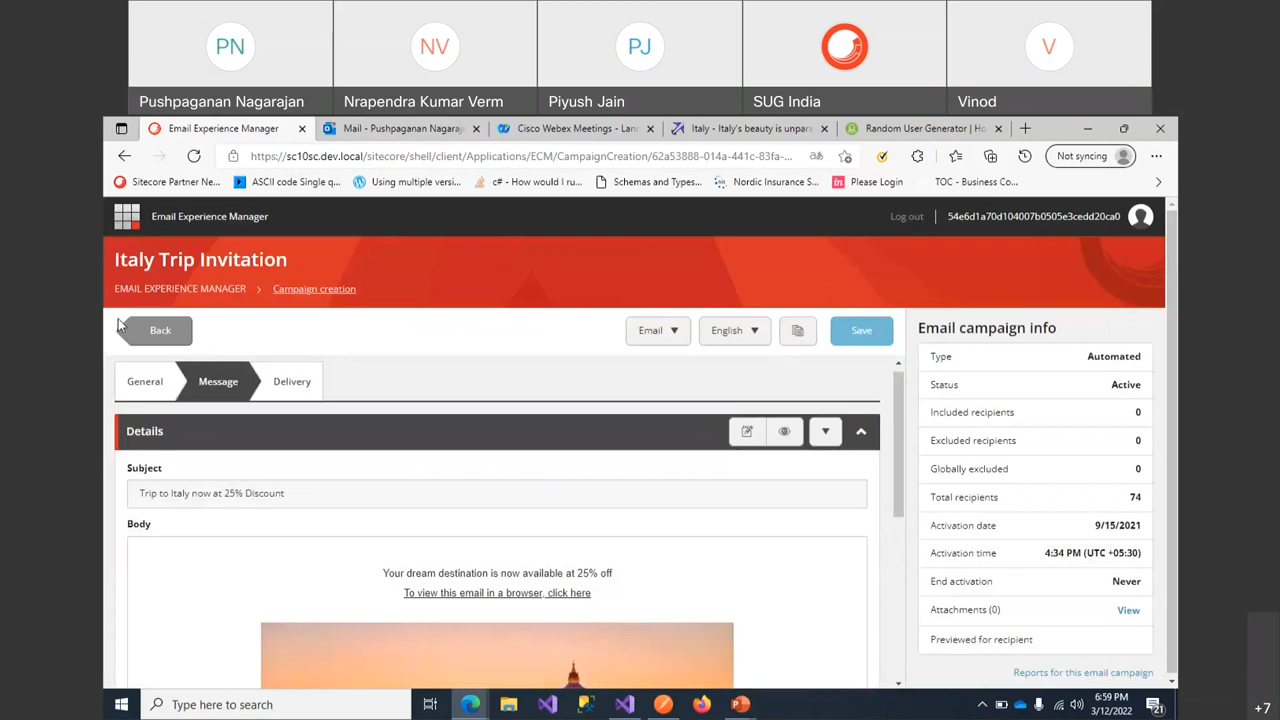 PN
NV
PJ
V
Pushpaganan Nagarajan
Nrapendra Kumar Verm
Piyush Jain
SUG India
Vinod
Email Experience Manager
Mail - Pushpaganan Nagaraj
Cisco Webex Meetings - Lan
Italy - Italy's beauty is unpare
Random User Generator | Ho
https://sc10sc.dev.local/sitecore/shell/client/Applications/ECM/CampaignCreation/62a53888-014a-441c-83fa-...
Not syncing
Sitecore Partner Ne...
ASCII code Single q...
Using multiple versi...
c# - How would I ru...
Schemas and Types...
Nordic Insurance S...
Please Login
TOC - Business Co...
Email Experience Manager
Log out
54e6d1a70d104007b0505e3cedd20ca0
Italy Trip Invitation
EMAIL EXPERIENCE MANAGER > Campaign creation
Back
Email
English
Save
General
Message
Delivery
Details
Subject
Trip to Italy now at 25% Discount
Body
Your dream destination is now available at 25% off
To view this email in a browser, click here
Email campaign info
Type Automated
Status Active
Included recipients 0
Excluded recipients 0
Globally excluded 0
Total recipients 74
Activation date 9/15/2021
Activation time 4:34 PM (UTC +05:30)
End activation Never
Attachments (0) View
Previewed for recipient
Reports for this email campaign
Type here to search
6:59 PM
3/12/2022
21
+7